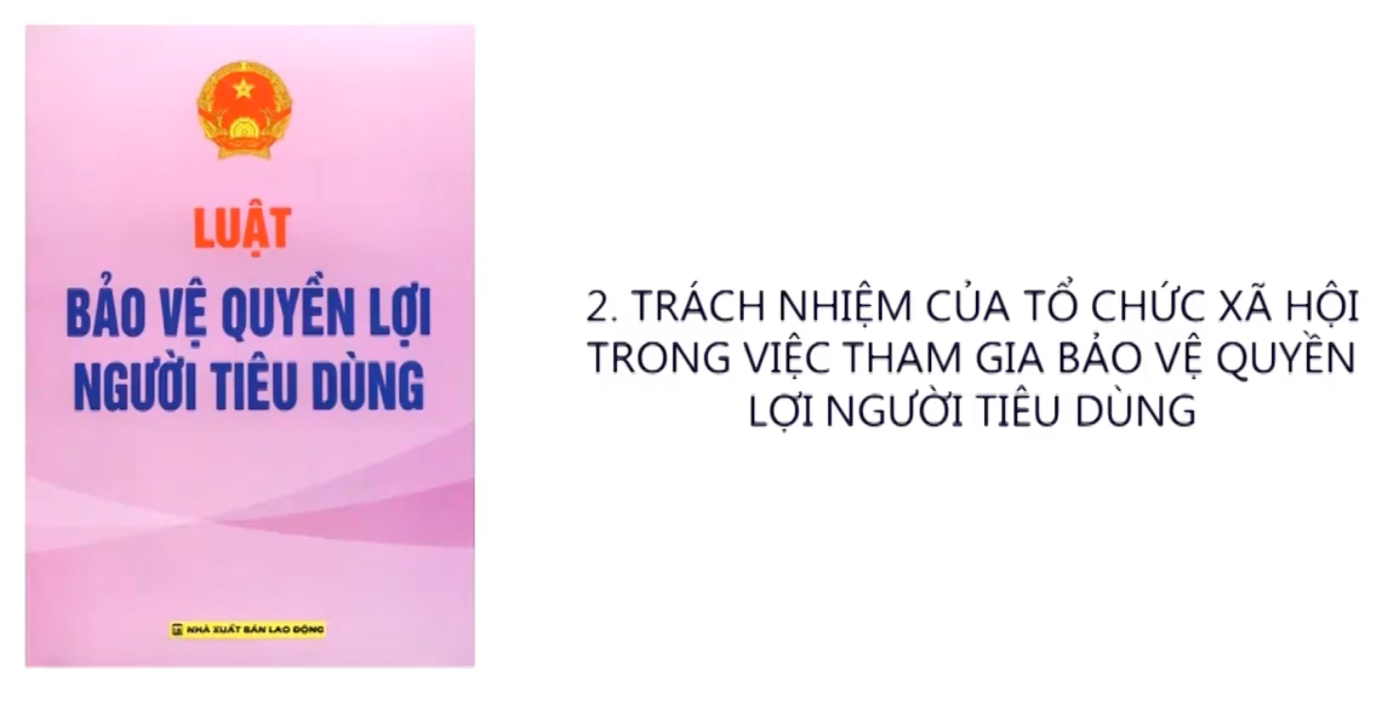 LUẬT
BẢO VỆ QUYỀN LỢI
NGƯỜI TIÊU DÙNG
NHÀ XUẤT BẢN LAO ĐỘNG
2. TRÁCH NHIỆM CỦA TỔ CHỨC XÃ HỘI
TRONG VIỆC THAM GIA BẢO VỆ QUYỀN
LỢI NGƯỜI TIÊU DÙNG